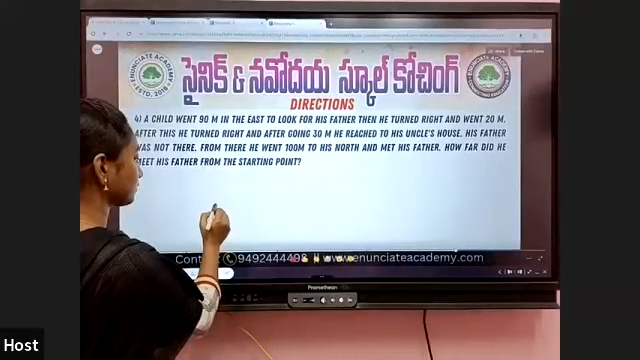 సైనిక్ & నవోదయ స్కూల్ కోచింగ్
ENUNCIATE ACADEMY
ESTD. 2018
DIRECTIONS
4) A CHILD WENT 90 M IN THE EAST TO LOOK FOR HIS FATHER THEN HE TURNED RIGHT AND WENT 20 M.
AFTER THIS HE TURNED RIGHT AND AFTER GOING 30 M HE REACHED TO HIS UNCLE'S HOUSE. HIS FATHER
WAS NOT THERE. FROM THERE HE WENT 100M TO HIS NORTH AND MET HIS FATHER. HOW FAR DID HE
MEET HIS FATHER FROM THE STARTING POINT?
9492444408 || www.enunciateacademy.com
Promethean
Host